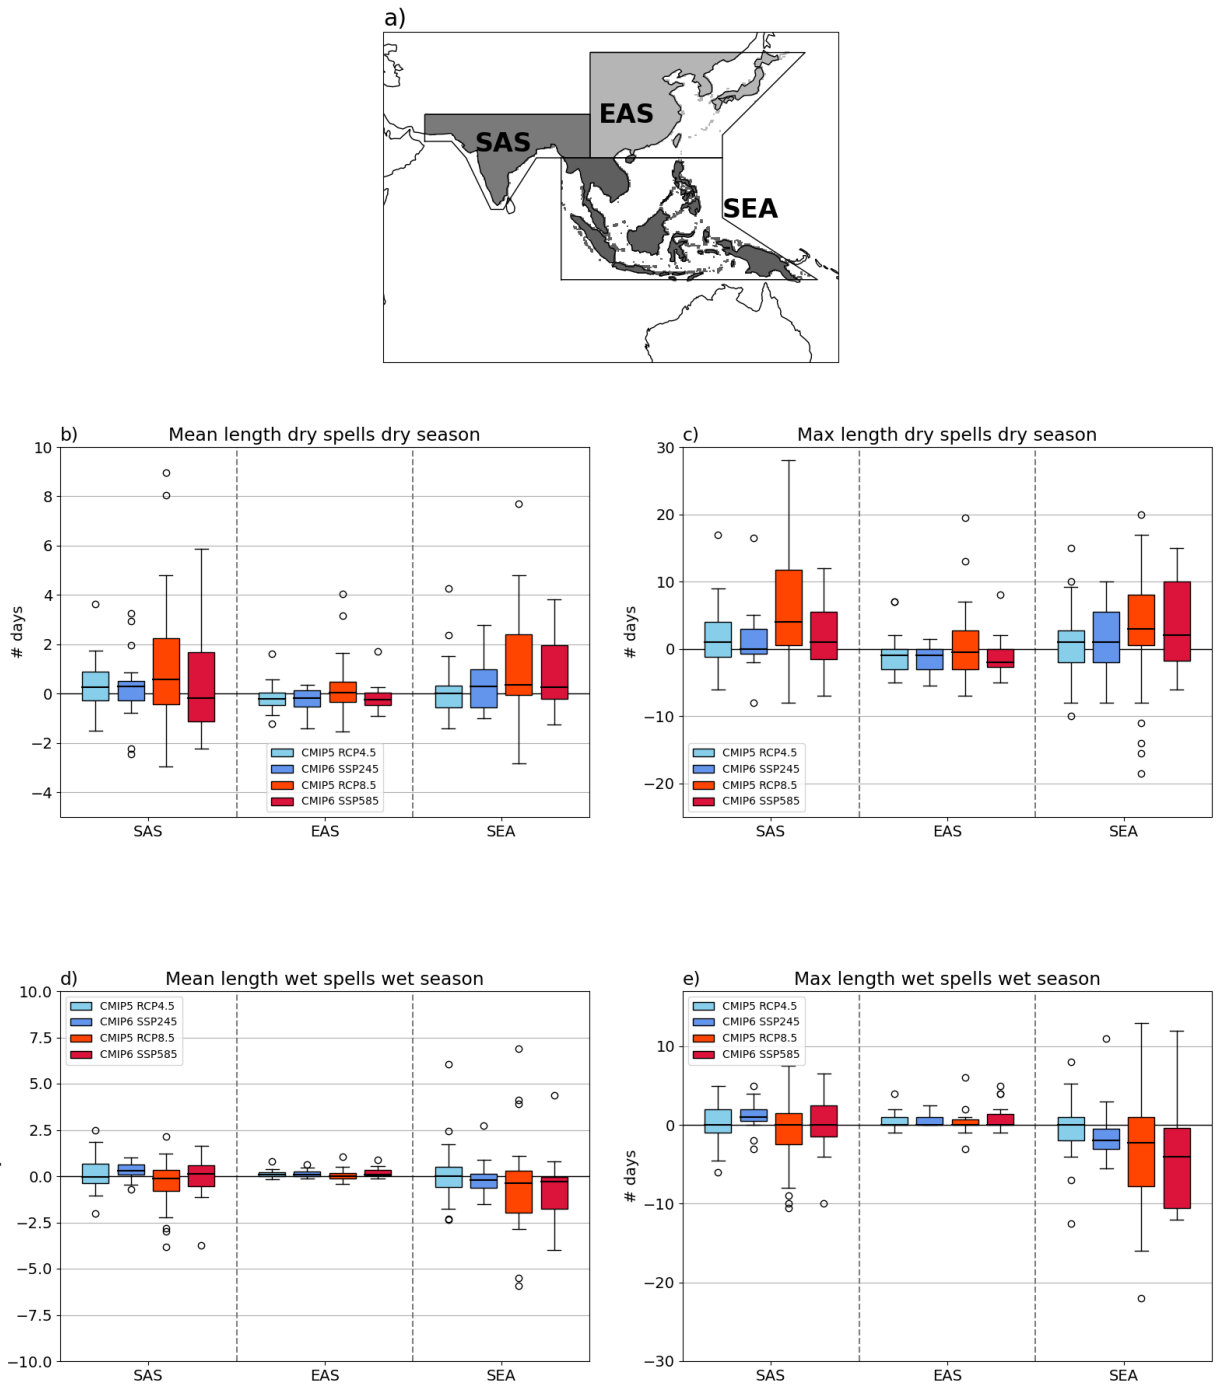 a)
EAS
SAS
SEA
b)
Mean length dry spells dry season
10
8
6
4
2
0
−2
−4
# days
CMIP5 RCP4.5
CMIP6 SSP245
CMIP5 RCP8.5
CMIP6 SSP585
SAS
EAS
SEA
c)
Max length dry spells dry season
30
20
10
0
−10
−20
# days
CMIP5 RCP4.5
CMIP6 SSP245
CMIP5 RCP8.5
CMIP6 SSP585
SAS
EAS
SEA
d)
Mean length wet spells wet season
10.0
7.5
5.0
2.5
0.0
−2.5
−5.0
−7.5
−10.0
CMIP5 RCP4.5
CMIP6 SSP245
CMIP5 RCP8.5
CMIP6 SSP585
SAS
EAS
SEA
e)
Max length wet spells wet season
10
0
−10
−20
−30
# days
CMIP5 RCP4.5
CMIP6 SSP245
CMIP5 RCP8.5
CMIP6 SSP585
SAS
EAS
SEA